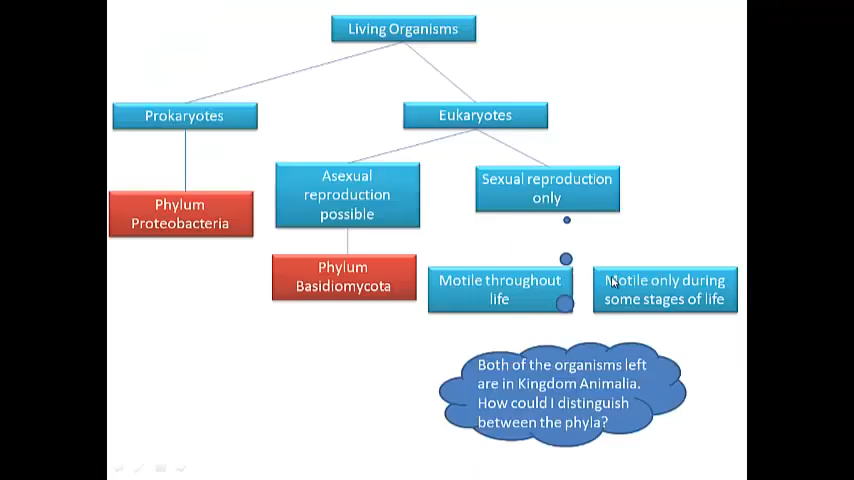 Living Organisms
Prokaryotes
Eukaryotes
Asexual
reproduction
possible
Sexual reproduction
only
Phylum
Proteobacteria
Phylum
Basidiomycota
Motile throughout
life
Motile only during
some stages of life
Both of the organisms left
are in Kingdom Animalia.
How could I distinguish
between the phyla?